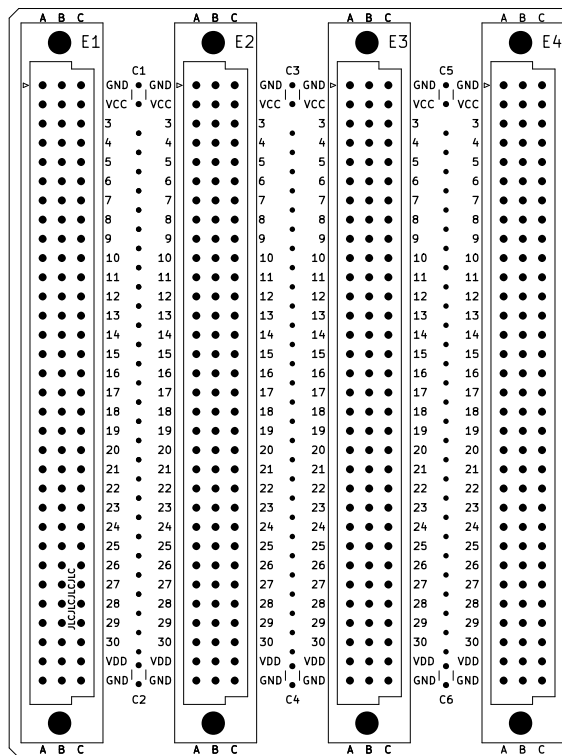 A B C A B C A B C A B C
E1 E2 E3 E4
C1 C3 C5
GND GND GND GND GND GND
VCC VCC VCC VCC VCC VCC
3 3 3 3 3 3
4 4 4 4 4 4
5 5 5 5 5 5
6 6 6 6 6 6
7 7 7 7 7 7
8 8 8 8 8 8
9 9 9 9 9 9
10 10 10 10 10 10
11 11 11 11 11 11
12 12 12 12 12 12
13 13 13 13 13 13
14 14 14 14 14 14
15 15 15 15 15 15
16 16 16 16 16 16
17 17 17 17 17 17
18 18 18 18 18 18
19 19 19 19 19 19
20 20 20 20 20 20
21 21 21 21 21 21
22 22 22 22 22 22
23 23 23 23 23 23
24 24 24 24 24 24
25 25 25 25 25 25
26 26 26 26 26 26
27 27 27 27 27 27
JLCJLCJLCJLC
28 28 28 28 28 28
29 29 29 29 29 29
30 30 30 30 30 30
VDD VDD VDD VDD VDD VDD
GND GND GND GND GND GND
C2 C4 C6
A B C A B C A B C A B C